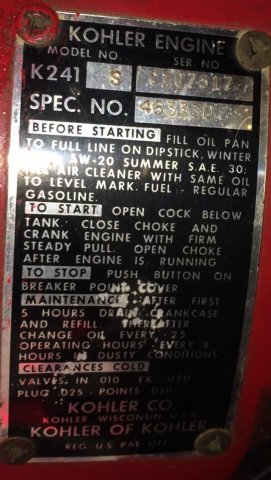 KOHLER ENGINE
MODEL NO. SER. NO.
K241 S
SPEC. NO.
BEFORE STARTING FILL OIL PAN
TO FULL LINE ON DIPSTICK, WINTER
5W-20 SUMMER S.A.E. 30:
AIR CLEANER WITH SAME OIL
TO LEVEL MARK. FUEL - REGULAR
GASOLINE.
TO START OPEN COCK BELOW
TANK. CLOSE CHOKE AND
CRANK ENGINE WITH FIRM
STEADY PULL. OPEN CHOKE
AFTER ENGINE IS RUNNING
TO STOP PUSH BUTTON ON
BREAKER POINT COVER
MAINTENANCE AFTER FIRST
5 HOURS DRAIN CRANKCASE
AND REFILL THEREAFTER
CHANGE OIL EVERY 25
OPERATING HOURS EVERY 8
HOURS IN DUSTY CONDITIONS
CLEARANCES COLD
VALVES. IN 010 - EX 020
PLUG 025 - POINTS 020
KOHLER CO.
KOHLER, WISCONSIN, U.S.A.
KOHLER OF KOHLER
REG U.S PAT OFF